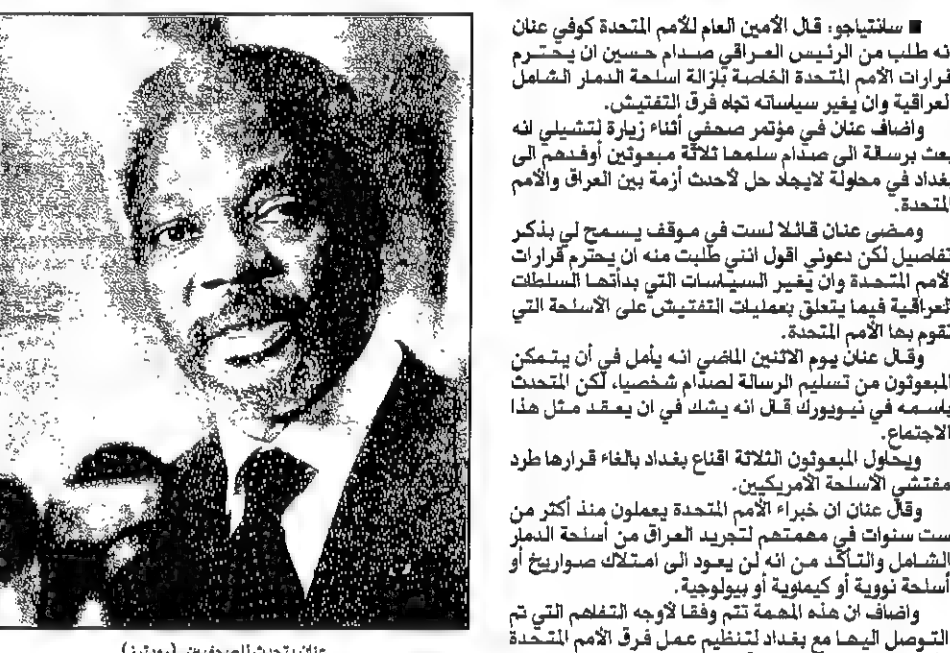 ■ سانتياجو: قال الأمين العام للأمم المتحدة كوفي عنان
نه طلب من الرئيس العراقي صدام حسين ان يحترم
قرارات الأمم المتحدة الخاصة بإزالة اسلحة الدمار الشامل
لعراقية وان يغير سياساته تجاه فرق التفتيش.
واضاف عنان في مؤتمر صحفي أثناء زيارة لتشيلي انه
بعث برسالة الى صدام سلمها ثلاثة مبعوثين أوفدهم الى
بغداد في محاولة لايجاد حل لأحدث أزمة بين العراق والأمم
المتحدة.
ومضى عنان قائلا لست في موقف يسمح لي بذكر
تفاصيل لكن دعوني اقول انني طلبت منه ان يحترم قرارات
لأمم المتحدة وان يغير السياسات التي بدأتها السلطات
لعراقية فيما يتعلق بعمليات التفتيش على الأسلحة التي
تقوم بها الأمم المتحدة.
وقال عنان يوم الاثنين الماضي انه يأمل في أن يتمكن
المبعوثون من تسليم الرسالة لصدام شخصيا، لكن المتحدث
باسمه في نيويورك قال انه يشك في ان يعقد مثل هذا
الاجتماع.
ويحاول المبعوثون الثلاثة اقناع بغداد بالغاء قرارها طرد
مفتشي الأسلحة الأمريكيين.
وقال عنان ان خبراء الأمم المتحدة يعملون منذ أكثر من
ست سنوات في مهمتهم لتجريد العراق من أسلحة الدمار
الشامل والتأكد من انه لن يعود الى امتلاك صواريخ أو
أسلحة نووية أو كيماوية أو بيولوجية.
واضاف ان هذه المهمة تتم وفقا لأوجه التفاهم التي تم
التوصل اليها مع بغداد لتنظيم عمل فرق الأمم المتحدة
عنان يتحدث للصحفيين (رويترز)